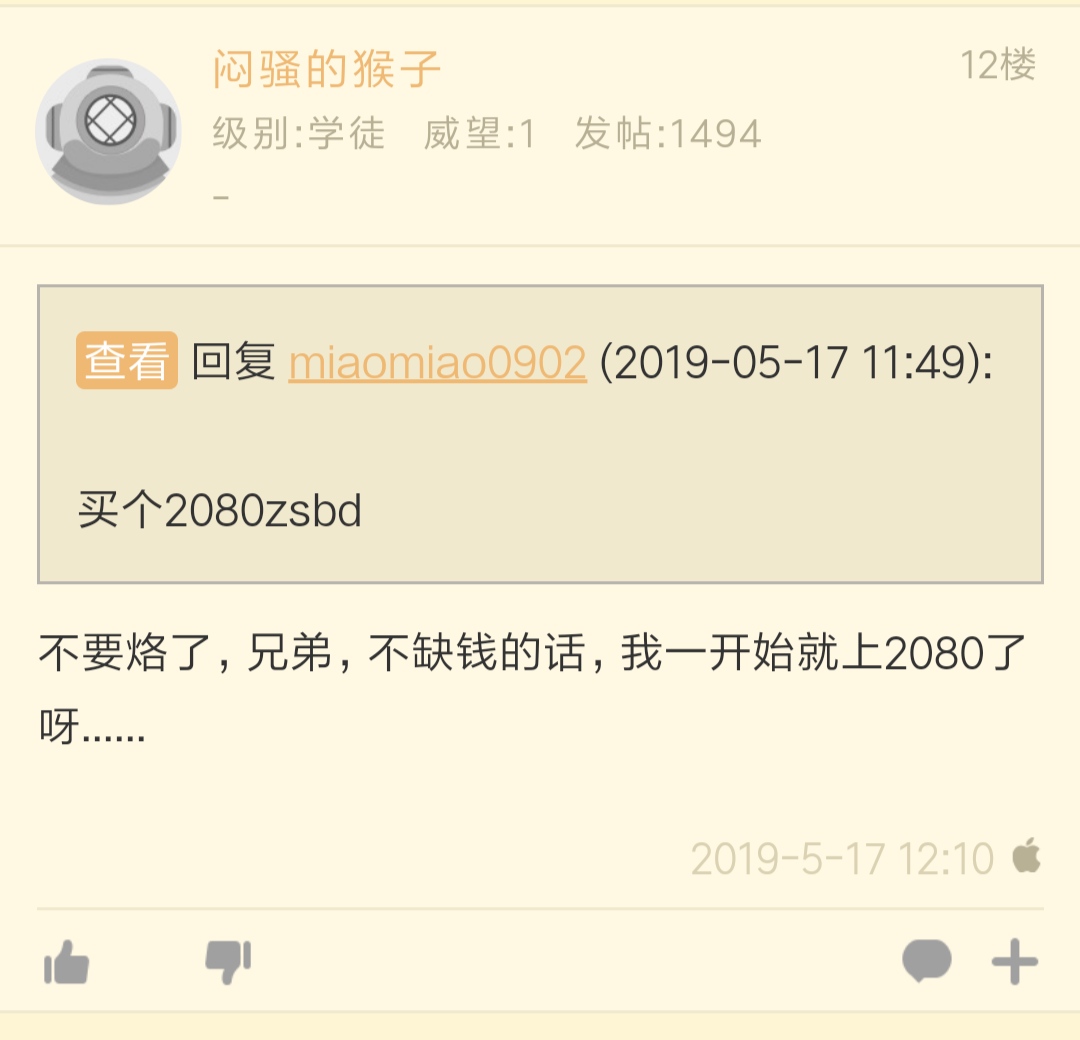 闷骚的猴子
12楼
级别:学徒 威望:1 发帖:1494
-
查看 回复 miaomiao0902 (2019-05-17 11:49):
买个2080zsbd
不要烙了, 兄弟, 不缺钱的话, 我一开始就上2080了
呀......
2019-5-17 12:10